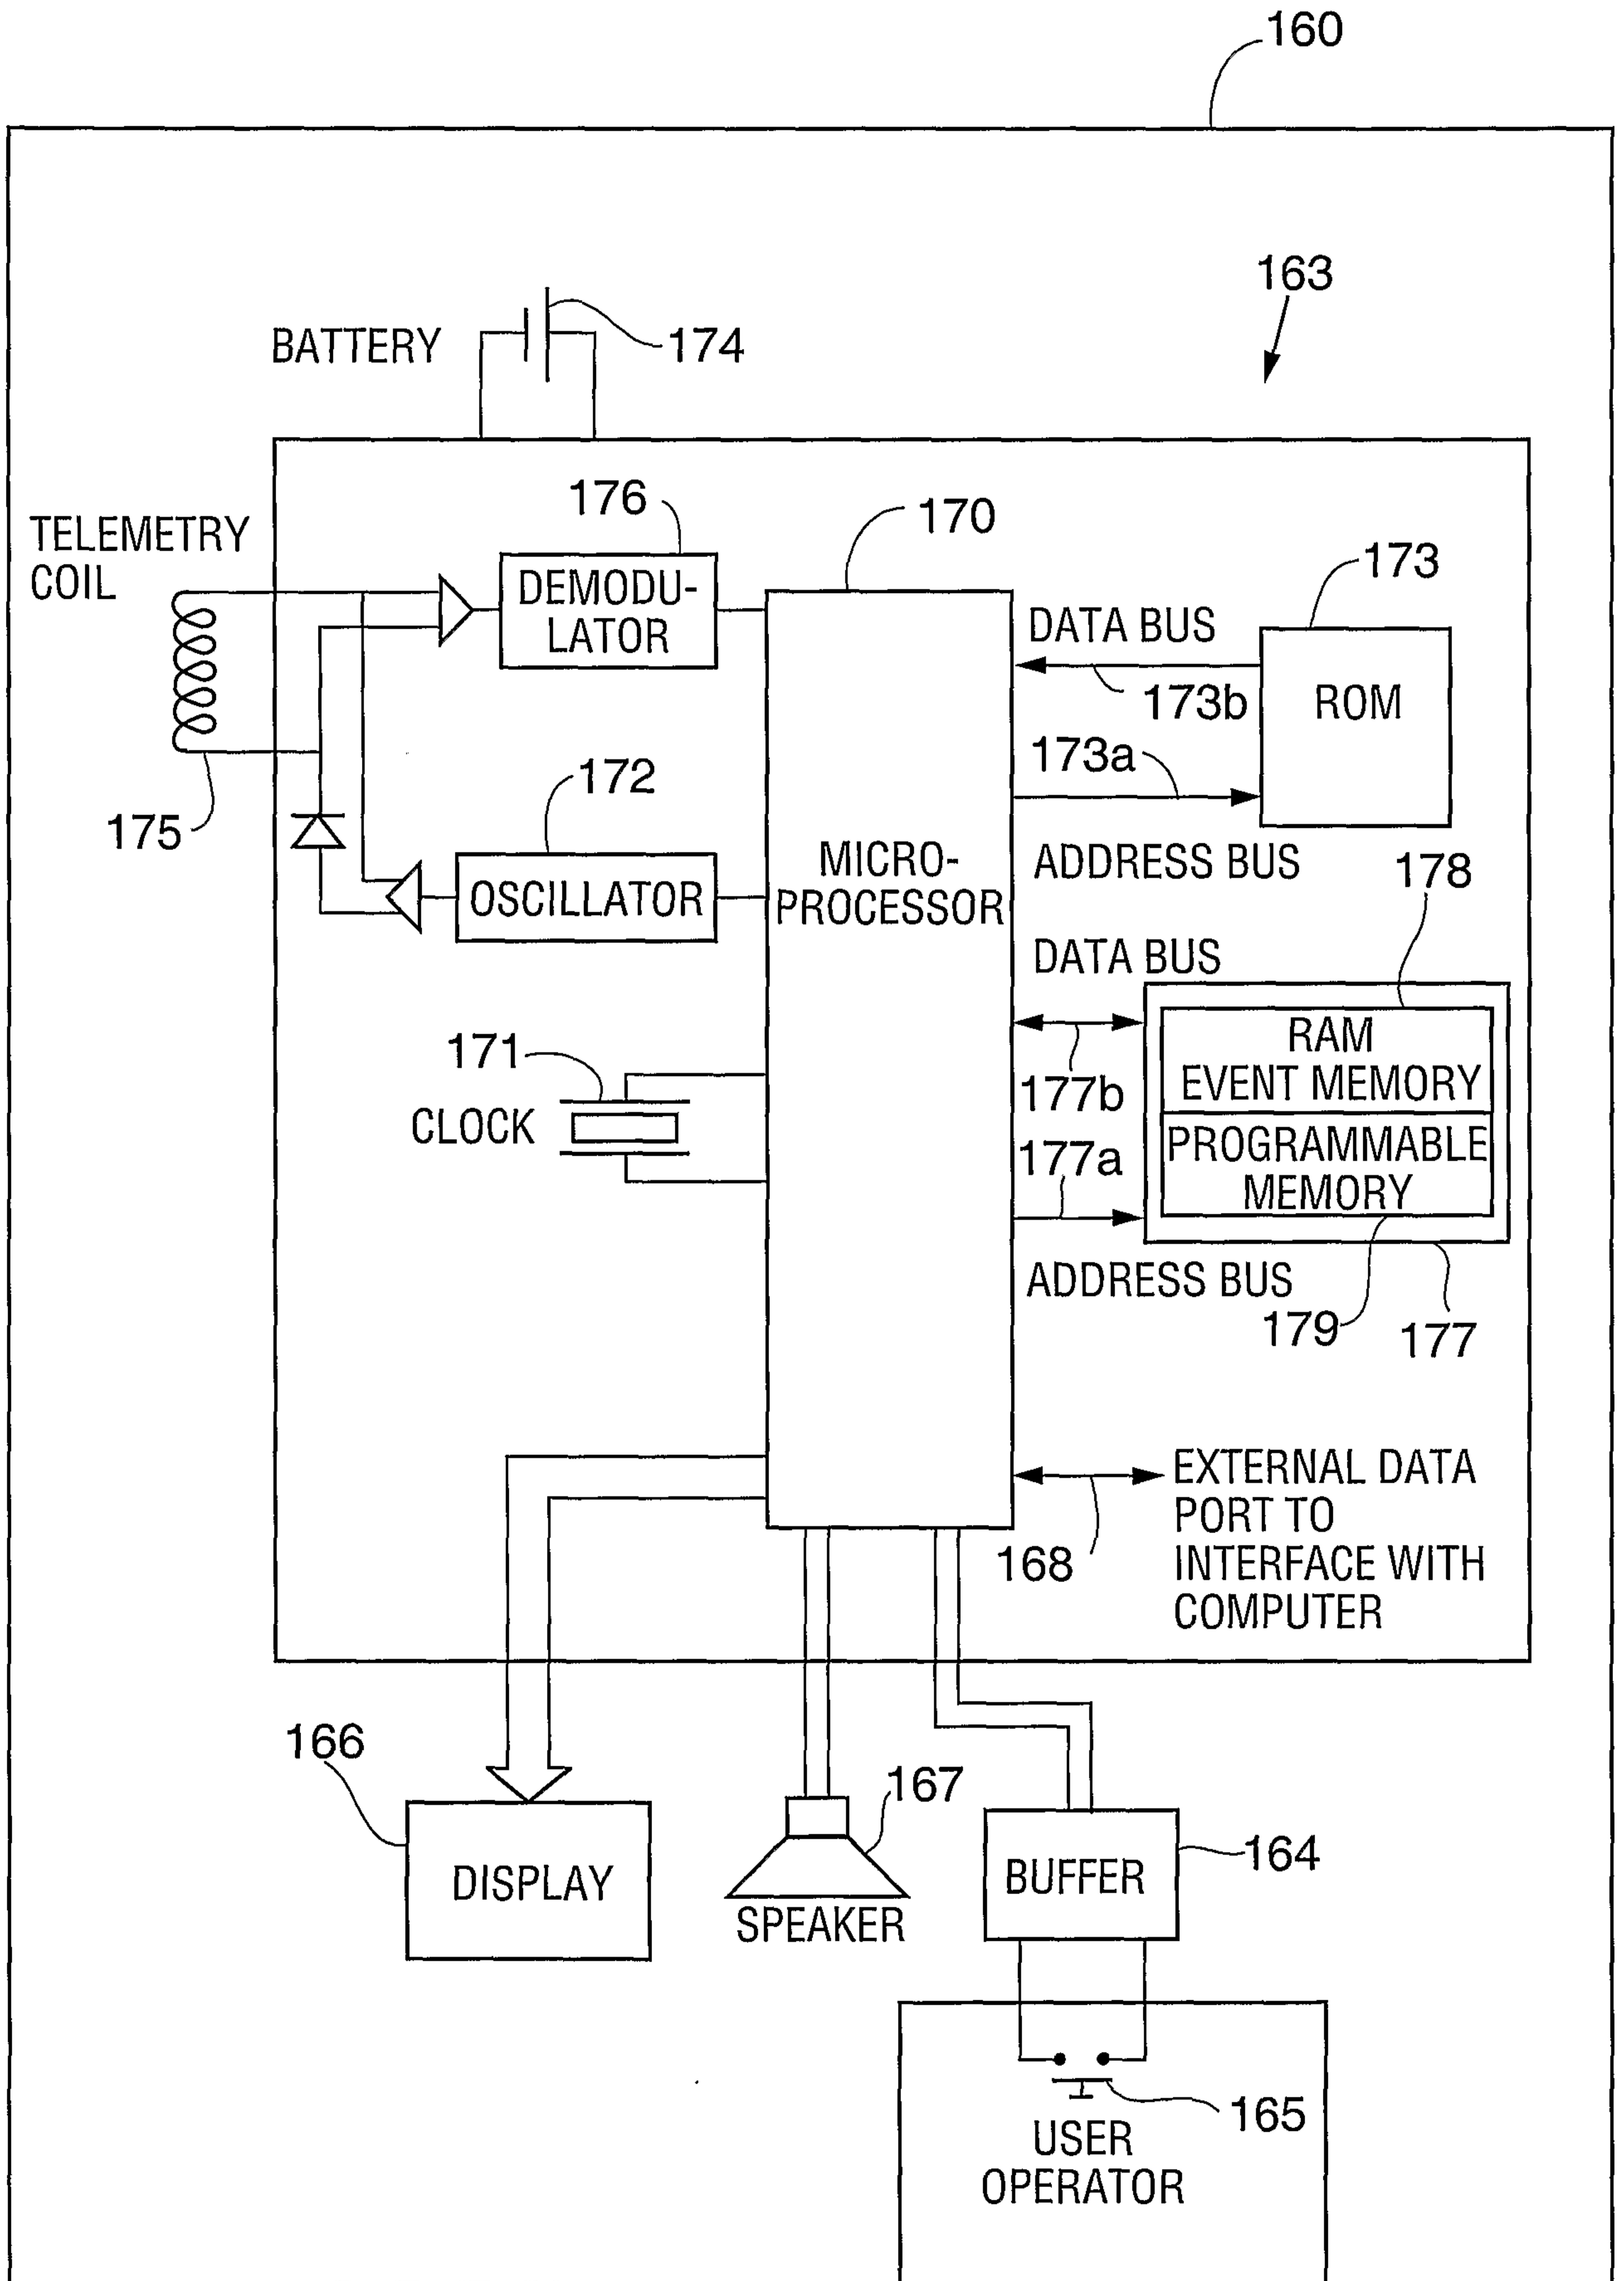 160
163
BATTERY
174
176
170
TELEMETRY
COIL
173
DEMODU-
LATOR
DATA BUS
173b
ROM
173a
172
175
MICRO-
PROCESSOR
ADDRESS BUS
178
OSCILLATOR
DATA BUS
171
RAM
EVENT MEMORY
177b
CLOCK
PROGRAMMABLE
MEMORY
177a
ADDRESS BUS
179
177
EXTERNAL DATA
PORT TO
INTERFACE WITH
COMPUTER
168
166
167
164
DISPLAY
BUFFER
SPEAKER
165
USER
OPERATOR